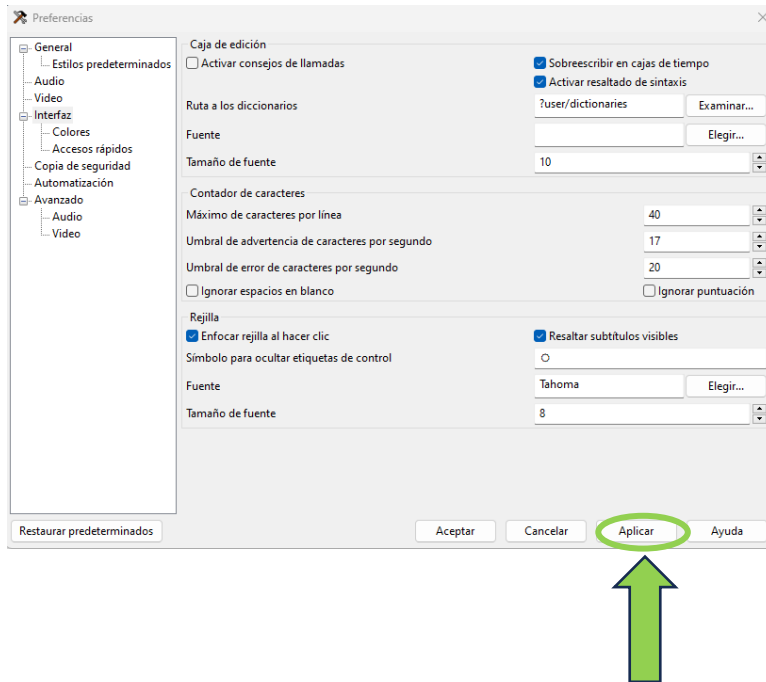 Preferencias
General
Estilos predeterminados
Audio
Video
Interfaz
Colores
Accesos rápidos
Copia de seguridad
Automatización
Avanzado
Audio
Video
Caja de edición
Activar consejos de llamadas
Sobreescribir en cajas de tiempo
Activar resaltado de sintaxis
Ruta a los diccionarios ?user/dictionaries Examinar...
Fuente Elegir...
Tamaño de fuente 10
Contador de caracteres
Máximo de caracteres por línea 40
Umbral de advertencia de caracteres por segundo 17
Umbral de error de caracteres por segundo 20
Ignorar espacios en blanco Ignorar puntuación
Rejilla
Enfocar rejilla al hacer clic Resaltar subtítulos visibles
Símbolo para ocultar etiquetas de control ☼
Fuente Tahoma Elegir...
Tamaño de fuente 8
Restaurar predeterminados Aceptar Cancelar Aplicar Ayuda